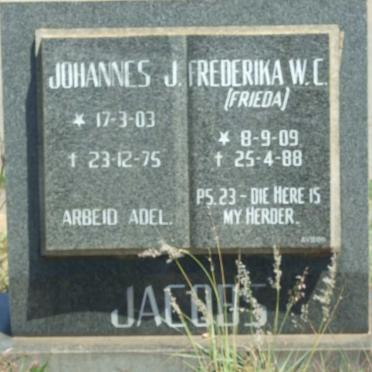 JOHANNES J.
★ 17-3-03
† 23-12-75
ARBEID ADEL.
FREDERIKA W.C.
(FRIEDA)
★ 8-9-09
† 25-4-88
PS. 23 - DIE HERE IS
MY HERDER.
JACOBS